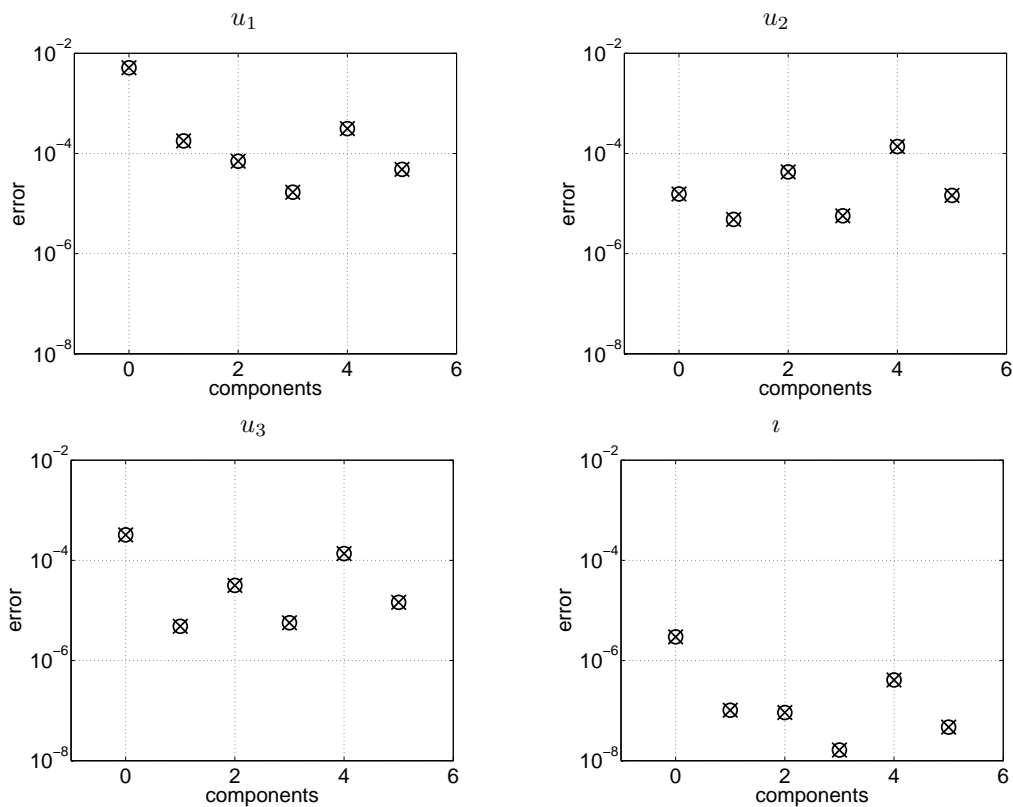 u₁
10⁻²
10⁻⁴
10⁻⁶
10⁻⁸
error
0 2 4 6
components
u₂
10⁻²
10⁻⁴
10⁻⁶
10⁻⁸
error
0 2 4 6
components
u₃
10⁻²
10⁻⁴
10⁻⁶
10⁻⁸
error
0 2 4 6
components
ı
10⁻²
10⁻⁴
10⁻�6
10⁻⁸
error
0 2 4 6
components